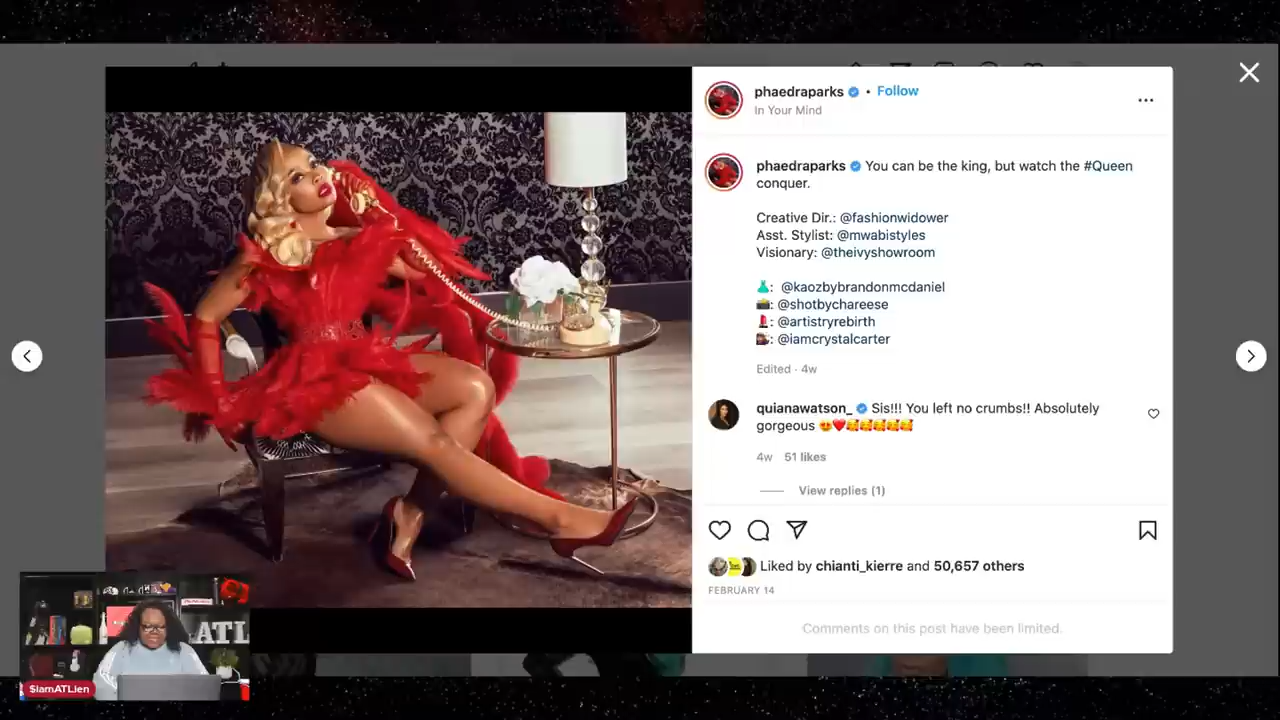 phaedraparks • Follow
In Your Mind
phaedraparks You can be the king, but watch the #Queen
conquer.
Creative Dir.: @fashionwidower
Asst. Stylist: @mwabistyles
Visionary: @theivyshowroom
👗: @kaozbybrandonmcdaniel
📸: @shotbychareese
💄: @artistryrebirth
💇🏿‍♀️: @iamcrystalcarter
Edited · 4w
quianawatson_ Sis!!! You left no crumbs!! Absolutely
gorgeous 😍❤️🥰🥰🥰🥰🥰
4w 51 likes
View replies (1)
Liked by chianti_kierre and 50,657 others
FEBRUARY 14
Comments on this post have been limited.
ATL
$IamATLien